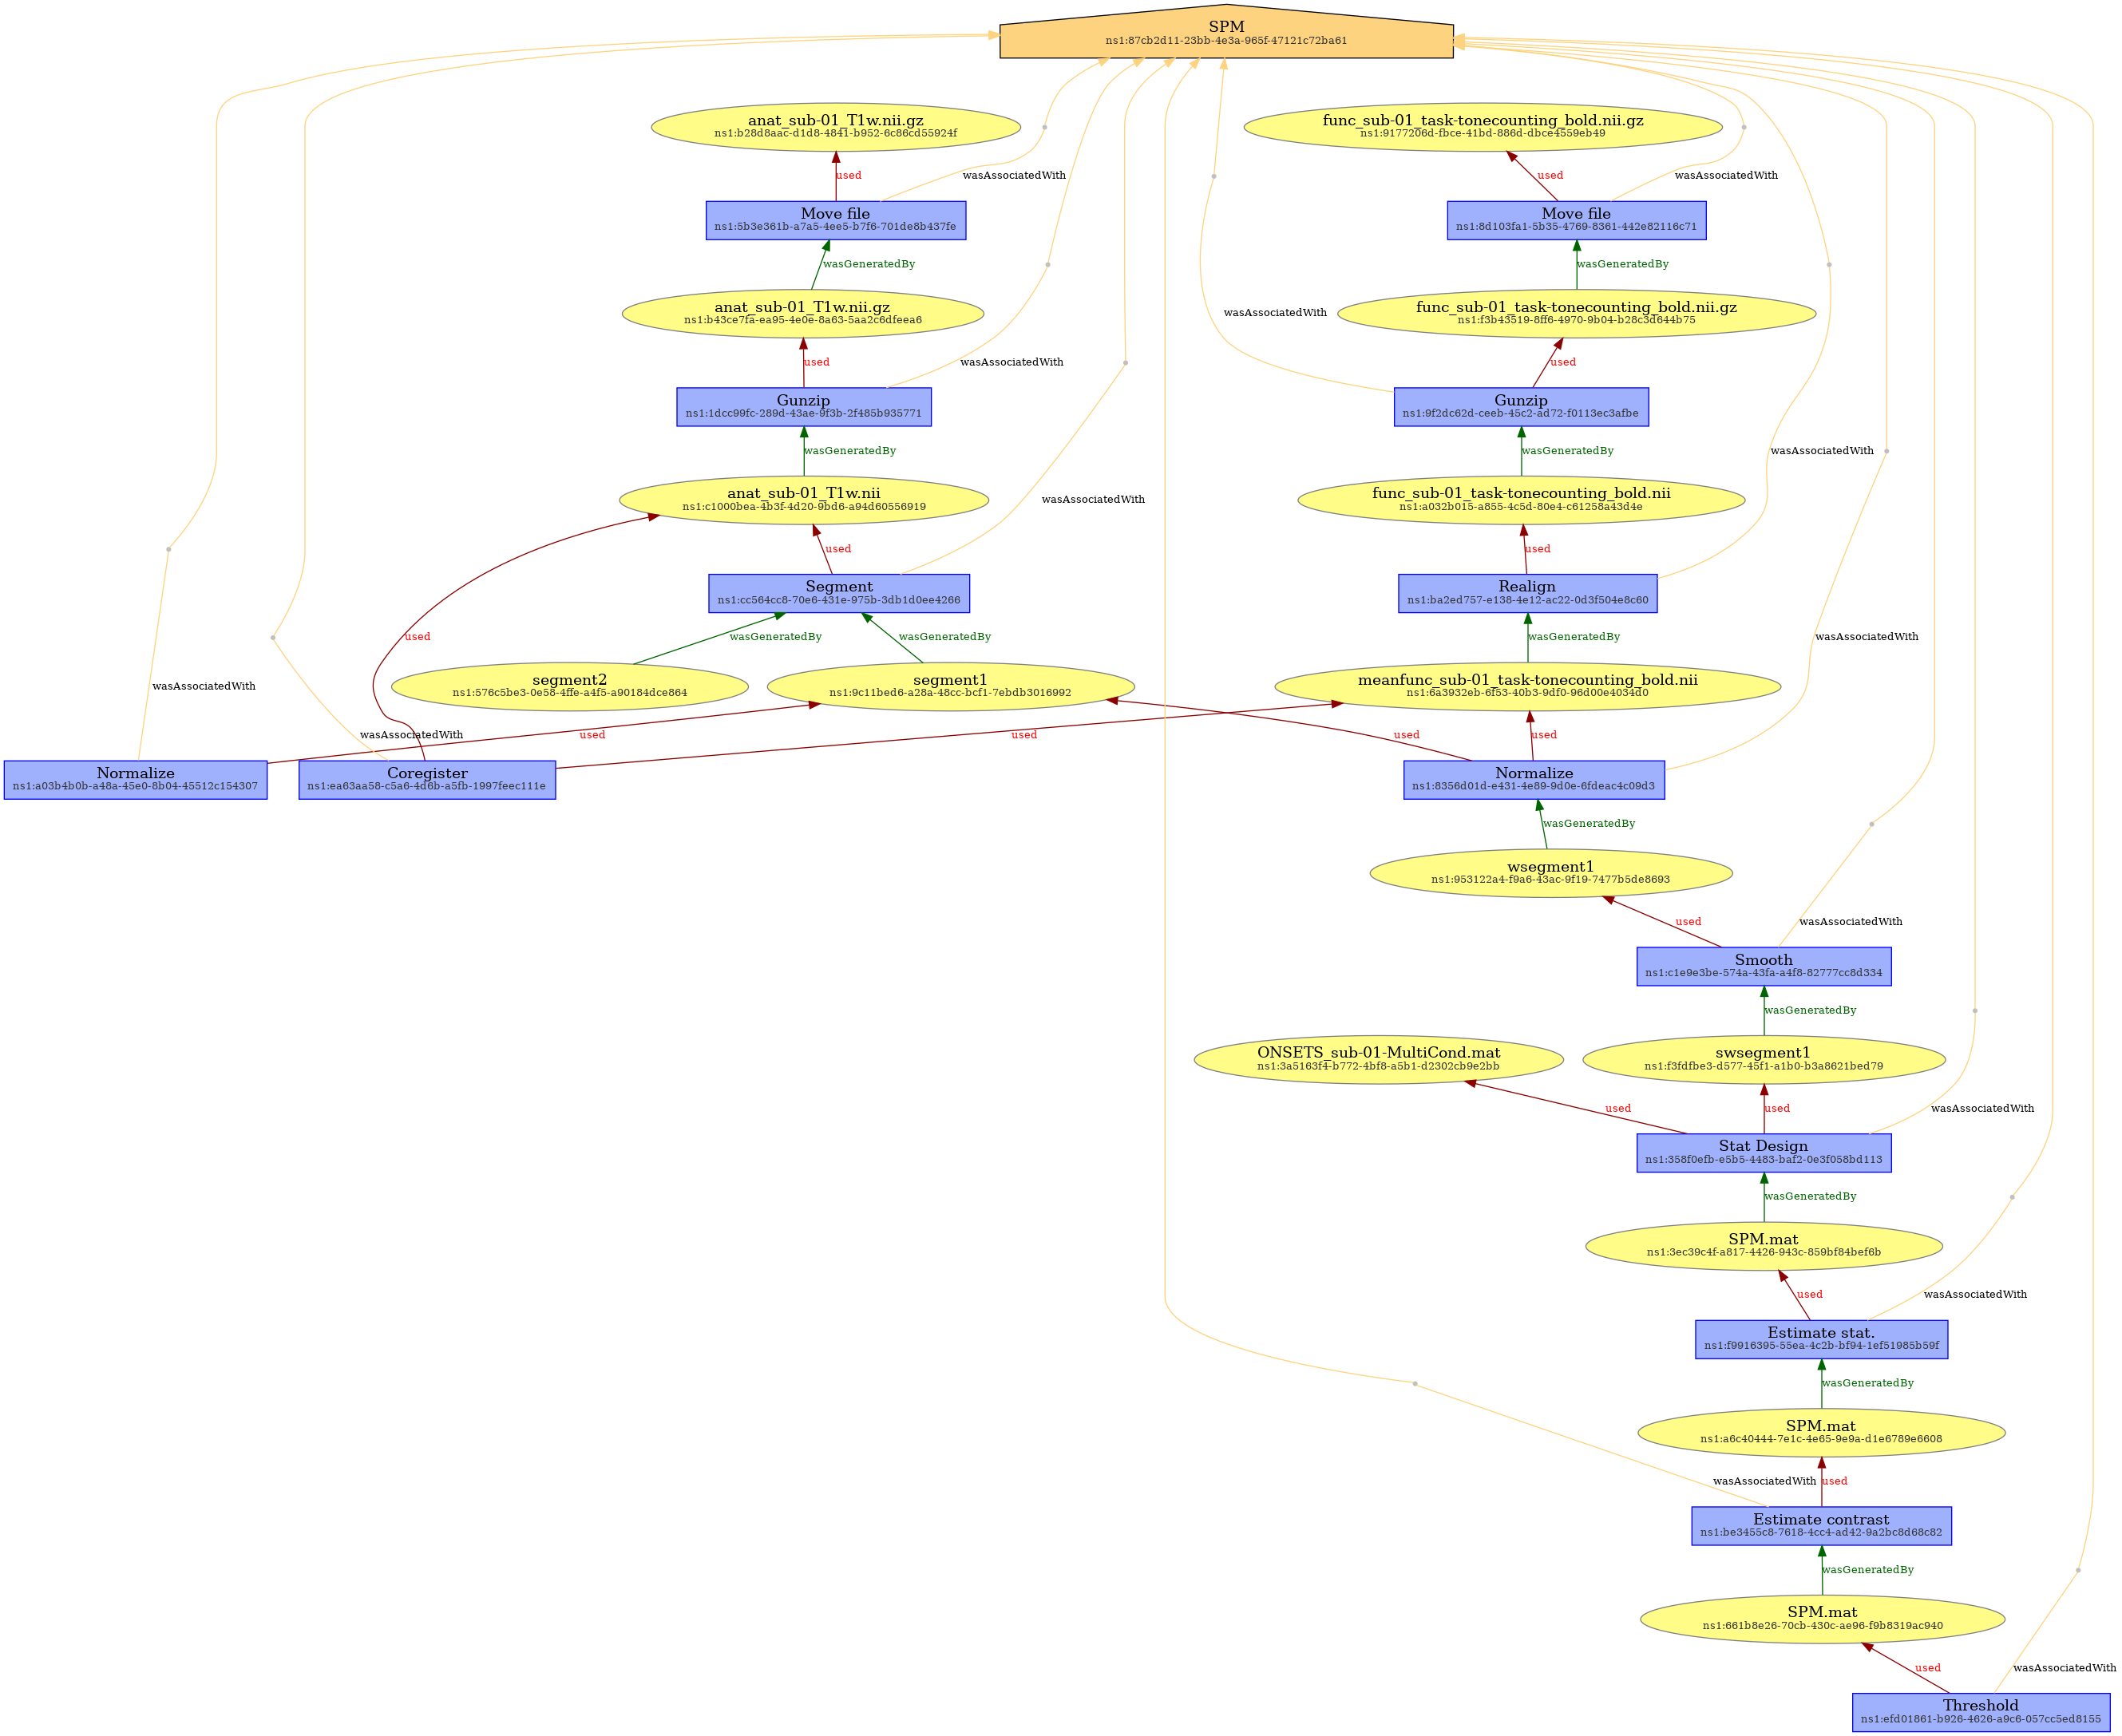 SPM
ns1:87cb2d11-23bb-4e3a-965f-47121c72ba61
anat_sub-01_T1w.nii.gz
ns1:b28d8aac-d1d8-4841-b952-6c86cd55924f
func_sub-01_task-tonecounting_bold.nii.gz
ns1:9177206d-fbce-41bd-886d-dbce4559eb49
used
wasAssociatedWith
used
wasAssociatedWith
Move file
ns1:5b3e361b-a7a5-4ee5-b7f6-701de8b437fe
Move file
ns1:8d103fa1-5b35-4769-8361-442e82116c71
wasGeneratedBy
wasGeneratedBy
anat_sub-01_T1w.nii.gz
ns1:b43ce7fa-ea95-4e0e-8a63-5aa2c6dfeea6
wasAssociatedWith
func_sub-01_task-tonecounting_bold.nii.gz
ns1:f3b43519-8ff6-4970-9b04-b28c3d644b75
used
wasAssociatedWith
used
Gunzip
ns1:1dcc99fc-289d-43ae-9f3b-2f485b935771
Gunzip
ns1:9f2dc62d-ceeb-45c2-ad72-f0113ec3afbe
wasGeneratedBy
wasGeneratedBy
wasAssociatedWith
anat_sub-01_T1w.nii
ns1:c1000bea-4b3f-4d20-9bd6-a94d60556919
wasAssociatedWith
func_sub-01_task-tonecounting_bold.nii
ns1:a032b015-a855-4c5d-80e4-c61258a43d4e
used
used
Segment
ns1:cc564cc8-70e6-431e-975b-3db1d0ee4266
Realign
ns1:ba2ed757-e138-4e12-ac22-0d3f504e8c60
used
wasGeneratedBy
wasGeneratedBy
wasGeneratedBy
wasAssociatedWith
wasAssociatedWith
segment2
ns1:576c5be3-0e58-4ffe-a4f5-a90184dce864
segment1
ns1:9c11bed6-a28a-48cc-bcf1-7ebdb3016992
meanfunc_sub-01_task-tonecounting_bold.nii
ns1:6a3932eb-6f53-40b3-9df0-96d00e4034d0
wasAssociatedWith
used
used
used
used
Normalize
ns1:a03b4b0b-a48a-45e0-8b04-45512c154307
Coregister
ns1:ea63aa58-c5a6-4d6b-a5fb-1997feec111e
Normalize
ns1:8356d01d-e431-4e89-9d0e-6fdeac4c09d3
wasGeneratedBy
wsegment1
ns1:953122a4-f9a6-43ac-9f19-7477b5de8693
used
wasAssociatedWith
Smooth
ns1:c1e9e3be-574a-43fa-a4f8-82777cc8d334
wasGeneratedBy
ONSETS_sub-01-MultiCond.mat
ns1:3a5163f4-b772-4bf8-a5b1-d2302cb9e2bb
swsegment1
ns1:f3fdfbe3-d577-45f1-a1b0-b3a8621bed79
used
used
wasAssociatedWith
Stat Design
ns1:358f0efb-e5b5-4483-baf2-0e3f058bd113
wasGeneratedBy
SPM.mat
ns1:3ec39c4f-a817-4426-943c-859bf84bef6b
used
wasAssociatedWith
Estimate stat.
ns1:f9916395-55ea-4c2b-bf94-1ef51985b59f
wasGeneratedBy
SPM.mat
ns1:a6c40444-7e1c-4e65-9e9a-d1e6789e6608
wasAssociatedWith
used
Estimate contrast
ns1:be3455c8-7618-4cc4-ad42-9a2bc8d68c82
wasGeneratedBy
SPM.mat
ns1:661b8e26-70cb-430c-ae96-f9b8319ac940
used
wasAssociatedWith
Threshold
ns1:efd01861-b926-4626-a9c6-057cc5ed8155